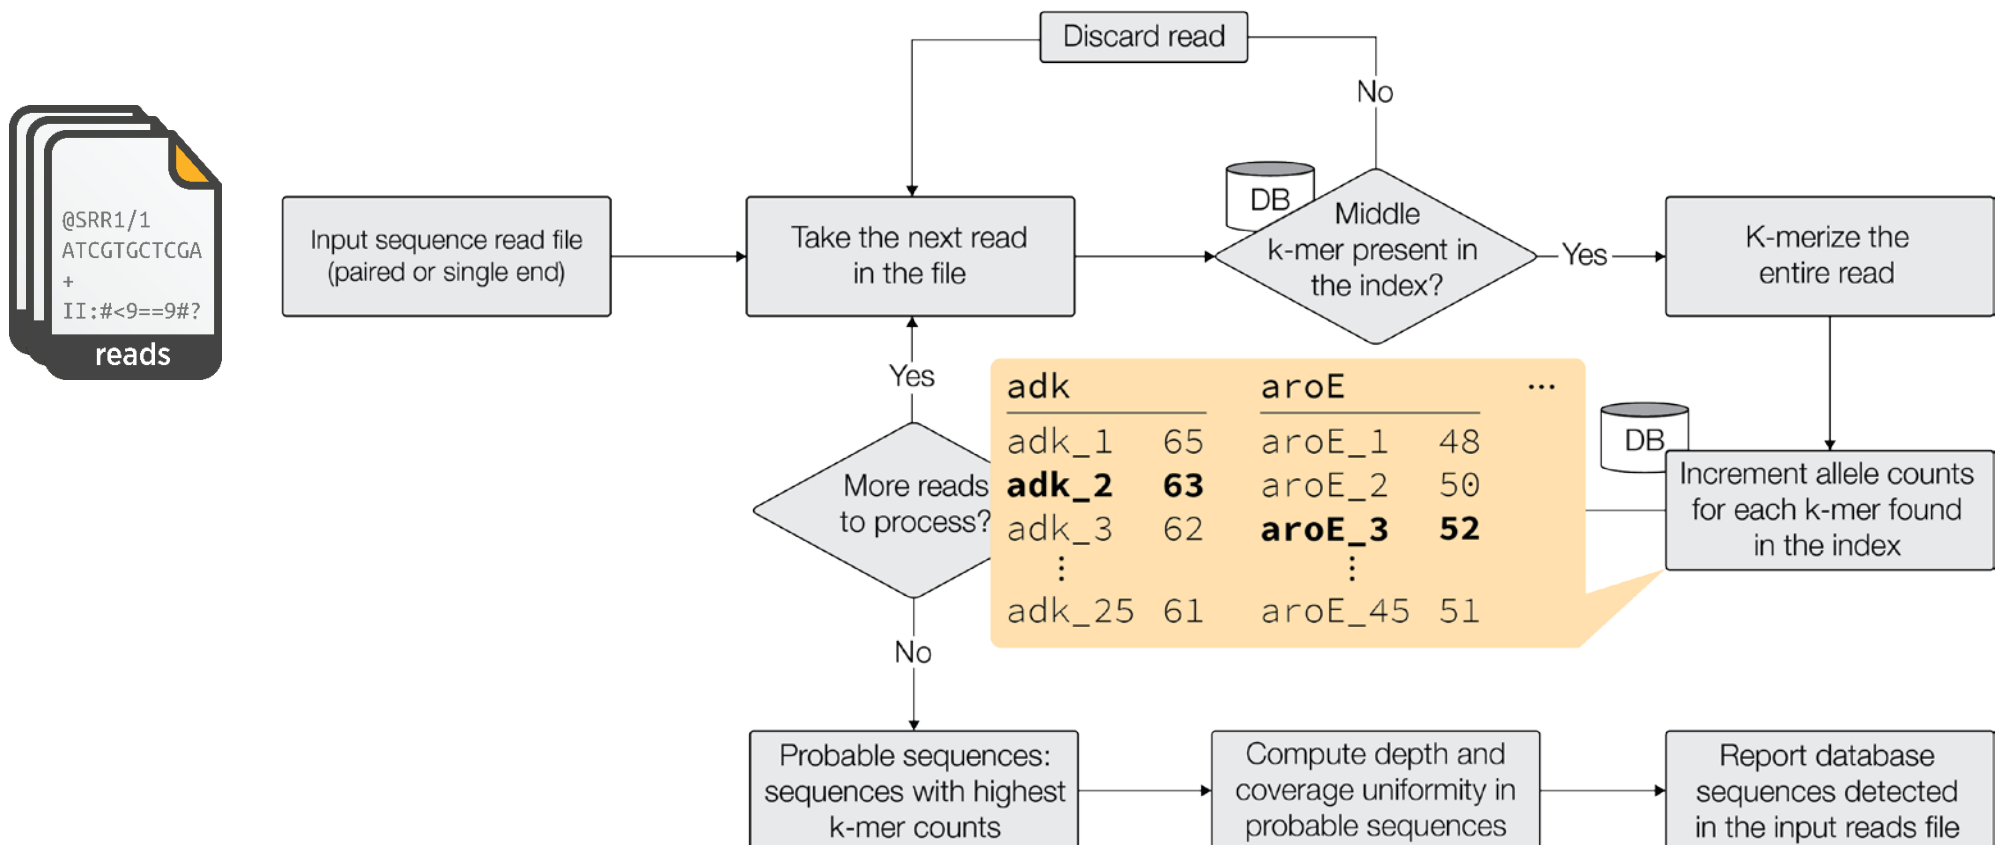 Discard read
No
@SRR1/1
ATCGTGCTCGA
+
II:#<9==9#?
reads
Input sequence read file
(paired or single end)
Take the next read
in the file
DB
Middle
k-mer present in
the index?
Yes
K-merize the
entire read
Yes
More reads
to process?
adk aroE ...
adk_1 65 aroE_1 48
adk_2 63 aroE_2 50
adk_3 62 aroE_3 52
⋮ ⋮
adk_25 61 aroE_45 51
DB
Increment allele counts
for each k-mer found
in the index
No
Probable sequences:
sequences with highest
k-mer counts
Compute depth and
coverage uniformity in
probable sequences
Report database
sequences detected
in the input reads file